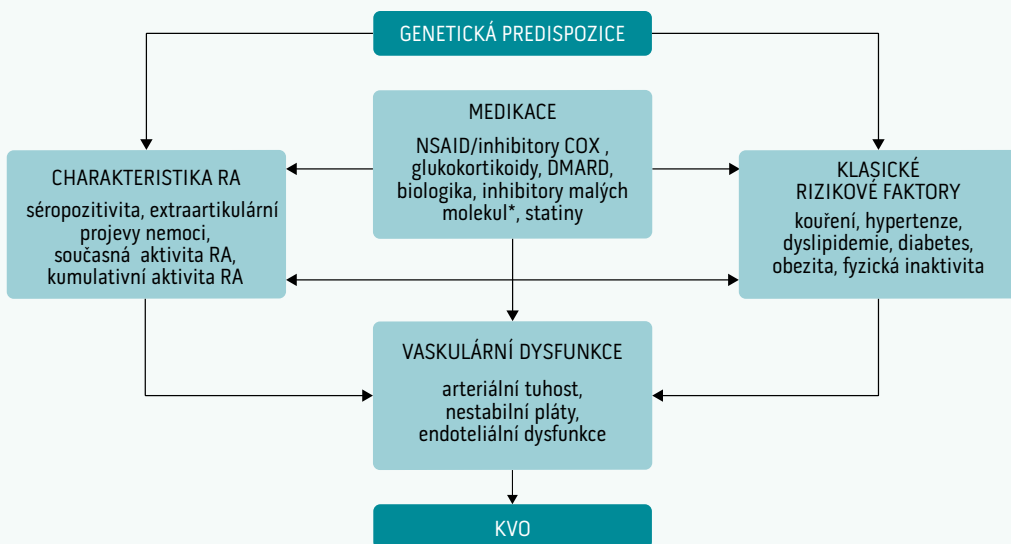 GENETICKÁ PREDISPOZICE
MEDIKACE
NSAID/inhibitory COX ,
glukokortikoidy, DMARD,
biologika, inhibitory malých
molekul*, statiny
CHARAKTERISTIKA RA
séropozitivita, extraartikulární
projevy nemoci,
současná aktivita RA,
kumulativní aktivita RA
KLASICKÉ
RIZIKOVÉ FAKTORY
kouření, hypertenze,
dyslipidemie, diabetes,
obezita, fyzická inaktivita
VASKULÁRNÍ DYSFUNKCE
arteriální tuhost,
nestabilní pláty,
endoteliální dysfunkce
KVO